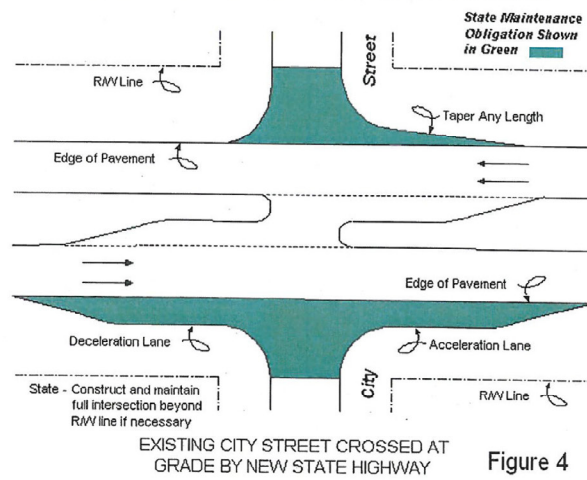 State Maintenance
Obligation Shown
in Green
Street
R/W Line
Taper Any Length
Edge of Pavement
Edge of Pavement
Deceleration Lane
Acceleration Lane
City
State - Construct and maintain
full intersection beyond
R/W line if necessary
R/W Line
EXISTING CITY STREET CROSSED AT
GRADE BY NEW STATE HIGHWAY
Figure 4